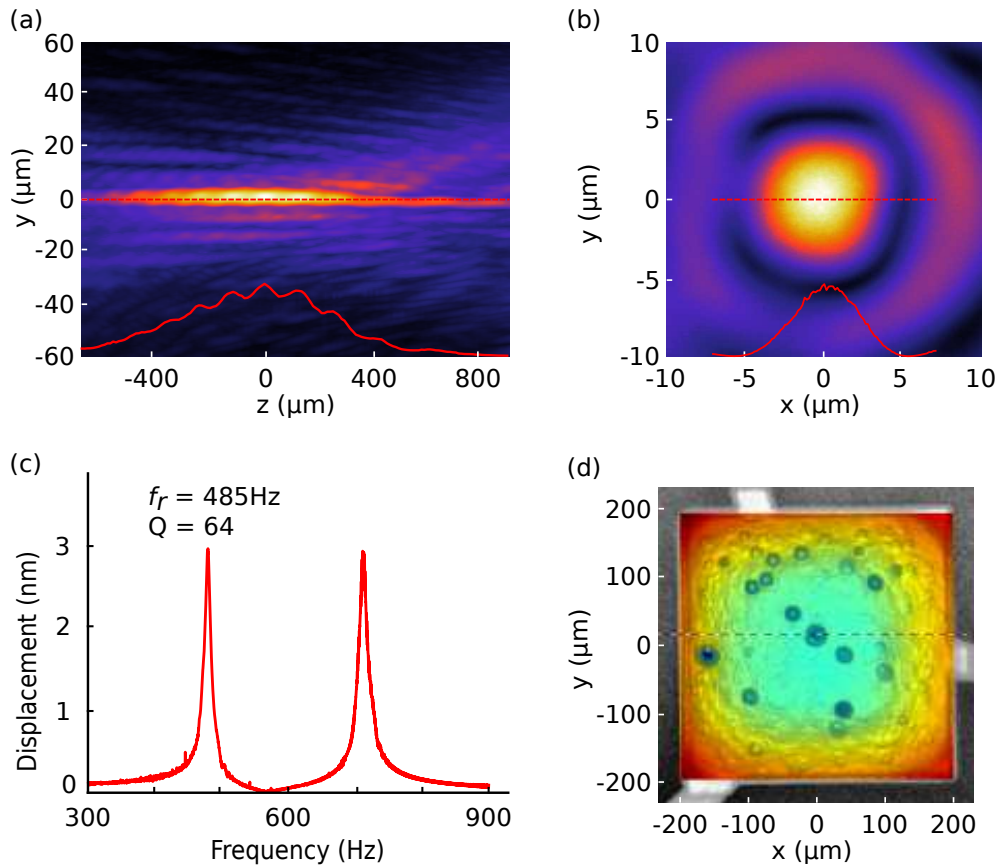 (a)
60
40
20
0
-20
-40
-60
y (µm)
-400 0 400 800
z (µm)
(b)
10
5
0
-5
-10
y (µm)
-10 -5 0 5 10
x (µm)
(c)
fr = 485Hz
Q = 64
3
2
1
0
Displacement (nm)
300 600 900
Frequency (Hz)
(d)
200
100
0
-100
-200
y (µm)
-200 -100 0 100 200
x (µm)